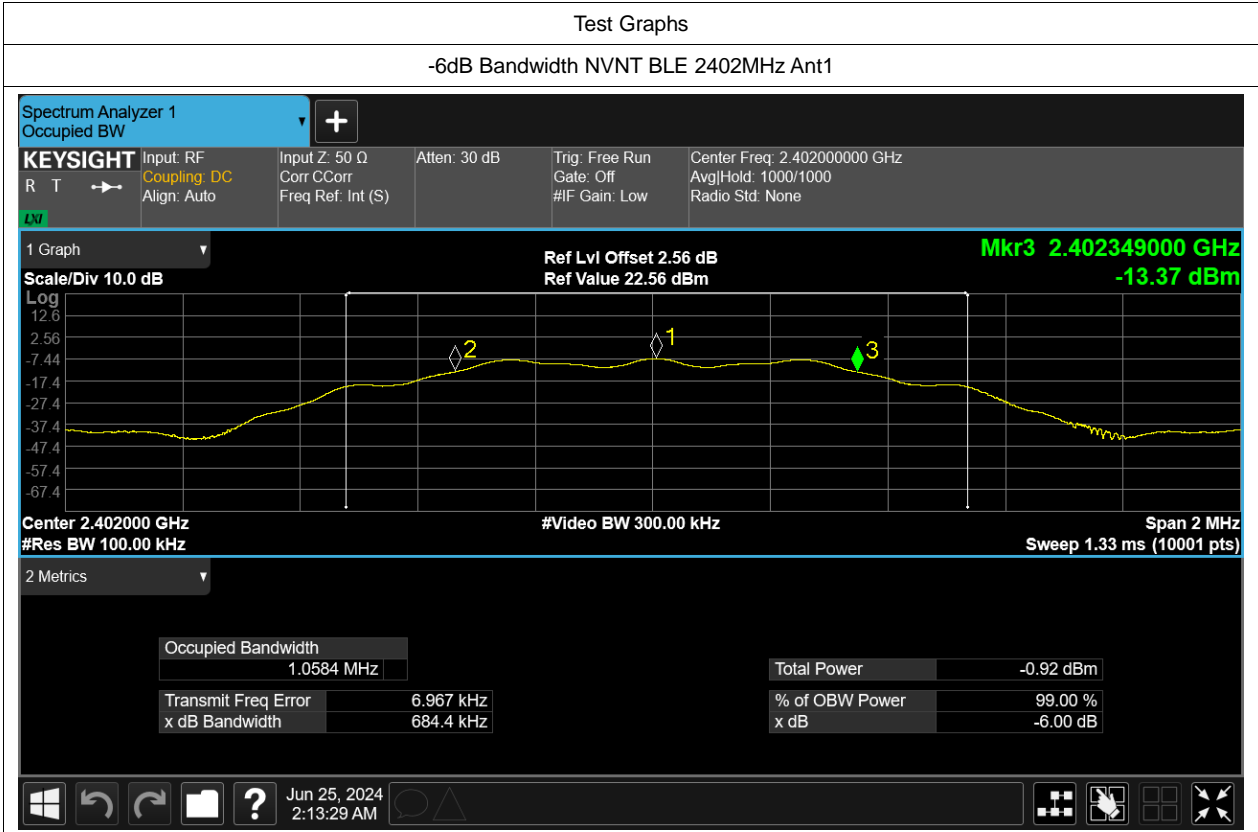 Test Graphs
-6dB Bandwidth NVNT BLE 2402MHz Ant1
Spectrum Analyzer 1
Occupied BW
KEYSIGHT Input: RF Input Z: 50 Ω Atten: 30 dB Trig: Free Run Center Freq: 2.402000000 GHz
R T Coupling: DC Corr CCorr Gate: Off Avg|Hold: 1000/1000
Align: Auto Freq Ref: Int (S) #IF Gain: Low Radio Std: None
LXI
1 Graph Ref Lvl Offset 2.56 dB Mkr3 2.402349000 GHz
Scale/Div 10.0 dB Ref Value 22.56 dBm -13.37 dBm
Log
12.6
2.56
-7.44
-17.4
-27.4
-37.4
-47.4
-57.4
-67.4
2
1
3
Center 2.402000 GHz #Video BW 300.00 kHz Span 2 MHz
#Res BW 100.00 kHz Sweep 1.33 ms (10001 pts)
2 Metrics
Occupied Bandwidth
1.0584 MHz Total Power -0.92 dBm
Transmit Freq Error 6.967 kHz % of OBW Power 99.00 %
x dB Bandwidth 684.4 kHz x dB -6.00 dB
Jun 25, 2024
2:13:29 AM